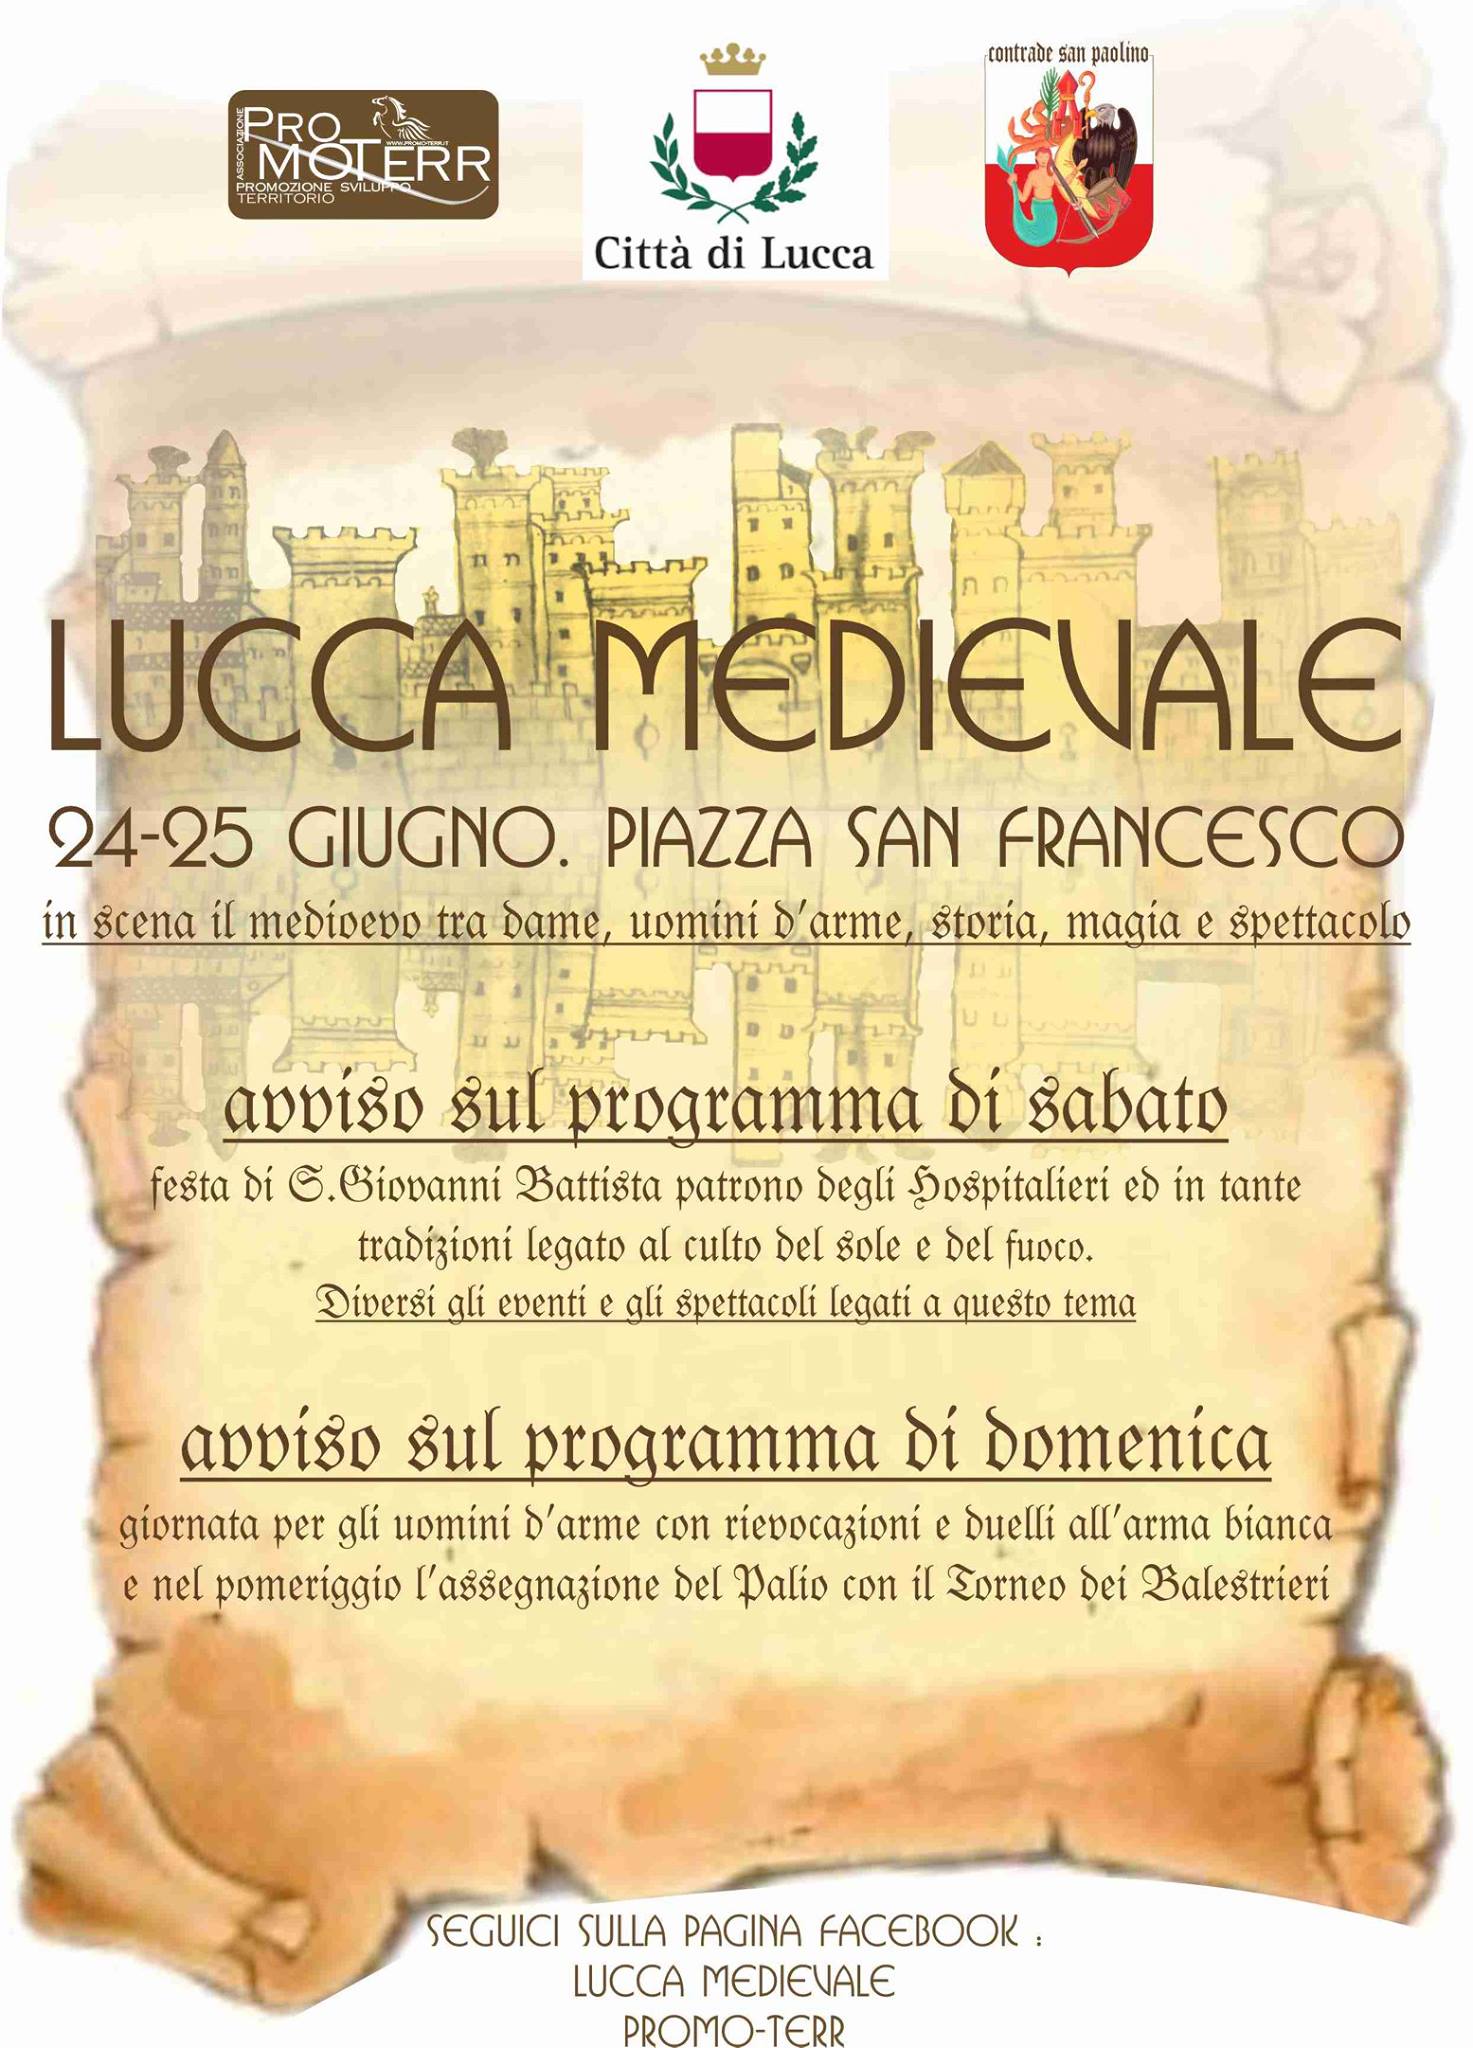 contrade san paolino
ASSOCIAZIONE
PRO
WWW.PROMO-TERR.IT
MOTERR
PROMOZIONE SVILUPPO
TERRITORIO
Città di Lucca
LUCCA MEDIEVALE
24-25 GIUGNO. PIAZZA SAN FRANCESCO
in scena il medioevo tra dame, uomini d'arme, storia, magia e spettacolo
avviso sul programma di sabato
festa di S.Giovanni Battista patrono degli Hospitalieri ed in tante
tradizioni legato al culto del sole e del fuoco.
Diversi gli eventi e gli spettacoli legati a questo tema
avviso sul programma di domenica
giornata per gli uomini d'arme con rievocazioni e duelli all'arma bianca
e nel pomeriggio l'assegnazione del Palio con il Torneo dei Balestrieri
SEGUICI SULLA PAGINA FACEBOOK :
LUCCA MEDIEVALE
PROMO-TERR